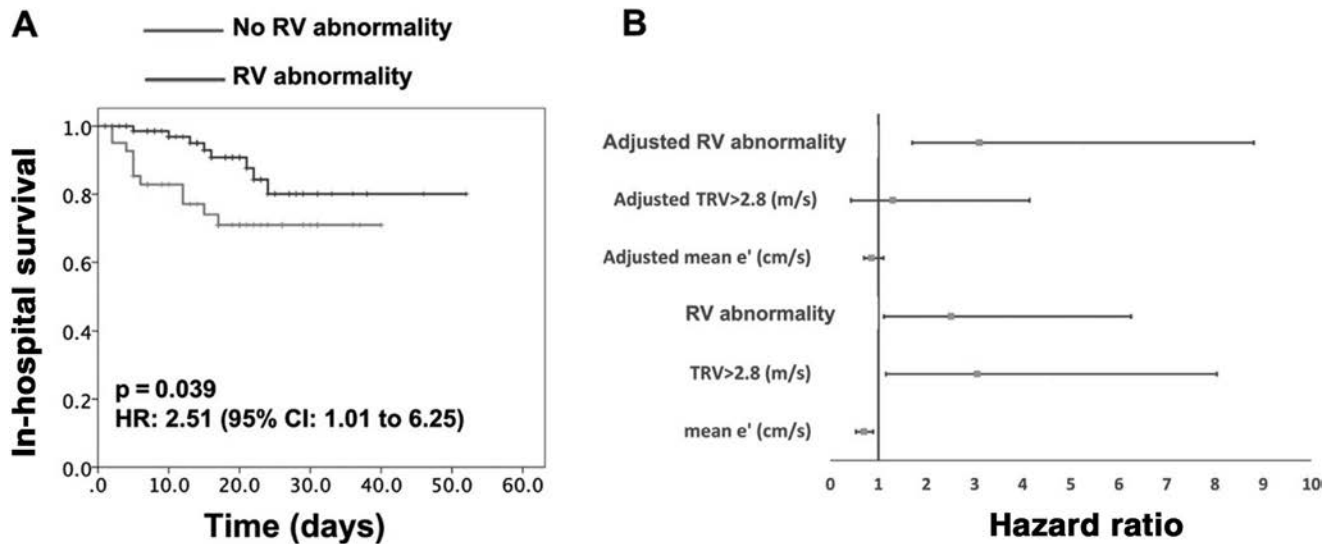 A
No RV abnormality
RV abnormality
In-hospital survival
1.0
0.8
0.6
0.4
0.2
0.0
p = 0.039
HR: 2.51 (95% CI: 1.01 to 6.25)
.0 10.0 20.0 30.0 40.0 50.0 60.0
Time (days)
B
Adjusted RV abnormality
Adjusted TRV>2.8 (m/s)
Adjusted mean e' (cm/s)
RV abnormality
TRV>2.8 (m/s)
mean e' (cm/s)
0 1 2 3 4 5 6 7 8 9 10
Hazard ratio